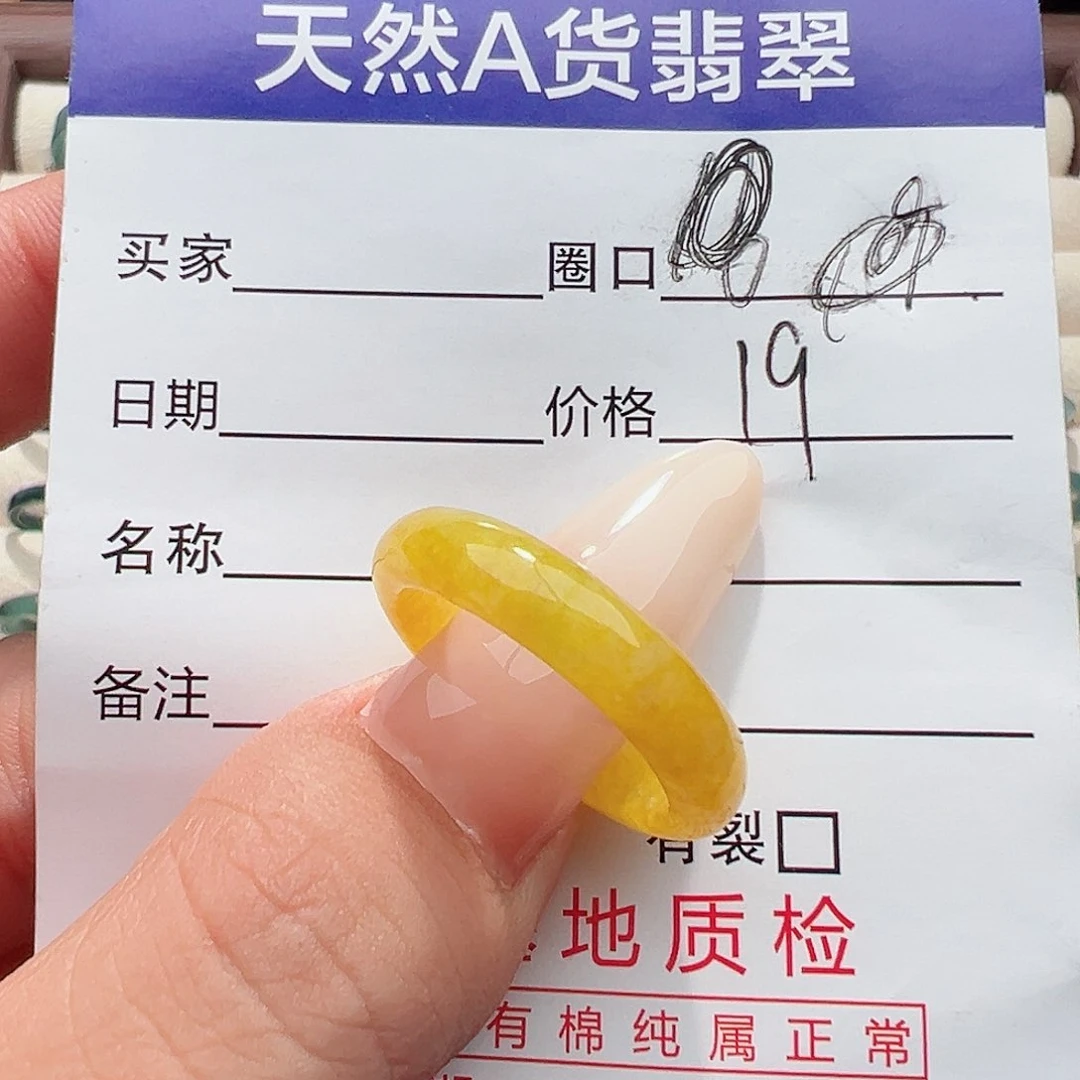 天然A货翡翠
买家 圈口
日期 价格 19
名称
备注
有裂
地质检
有棉纯属正常